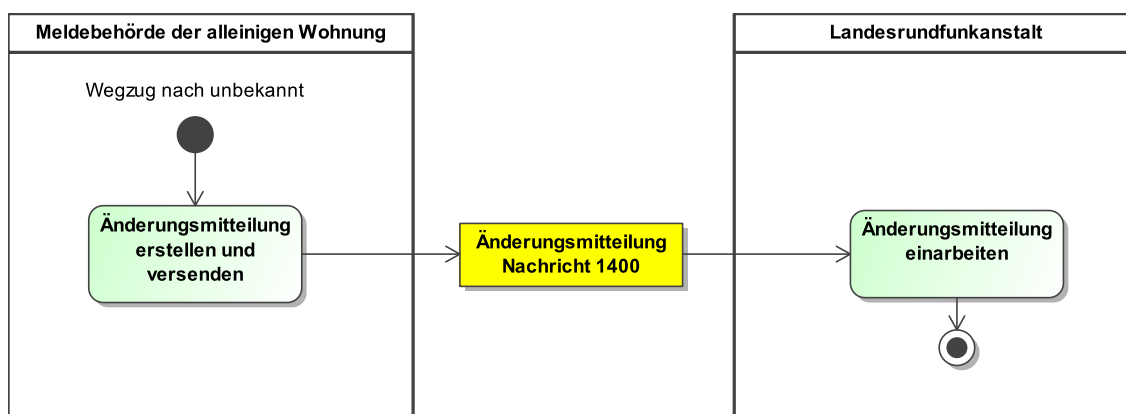 Meldebehörde der alleinigen Wohnung
Landesrundfunkanstalt
Wegzug nach unbekannt
Änderungsmitteilung
erstellen und
versenden
Änderungsmitteilung
Nachricht 1400
Änderungsmitteilung
einarbeiten